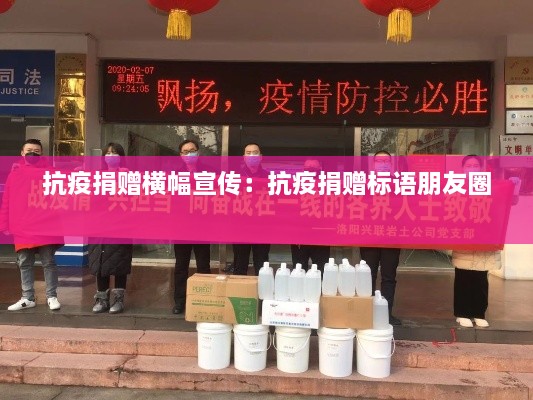 司 法
JUSTICE
2020-02-07
星期五
09:24:05
飘扬，疫情防控必胜
抗疫捐赠横幅宣传：抗疫捐赠标语朋友圈
战疫情 共担当 向奋战在一线的各界人士致敬
——洛阳兴联岩土公司党支部
文明单
PERFECT